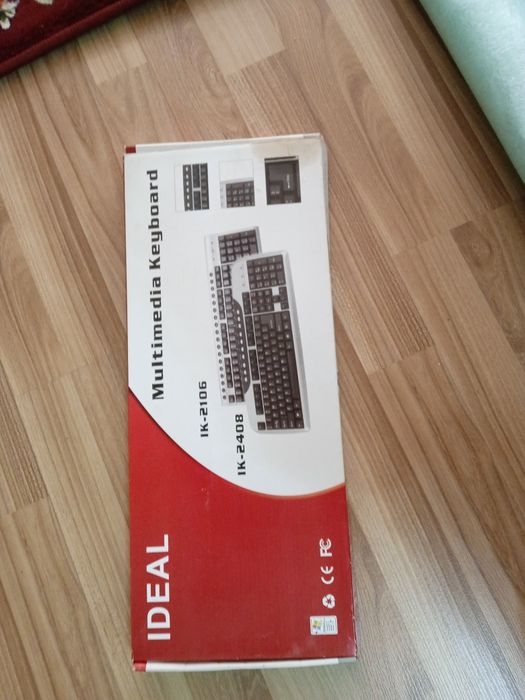 Multimedia Keyboard
IK-2106
IK-2408
IDEAL
CE FC